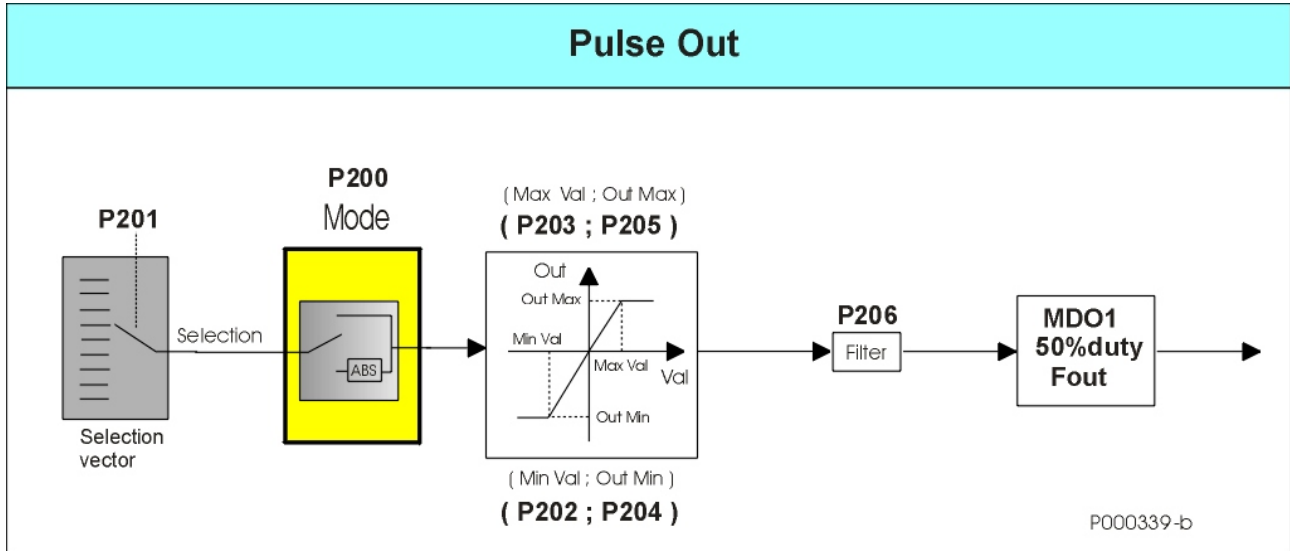 Pulse Out
P201
Selection
Selection
vector
P200
Mode
ABS
( Max Val ; Out Max )
( P203 ; P205 )
Out
Out Max
Min Val
Max Val
Val
Out Min
( Min Val ; Out Min )
( P202 ; P204 )
P206
Filter
MDO1
50%duty
Fout
P000339-b